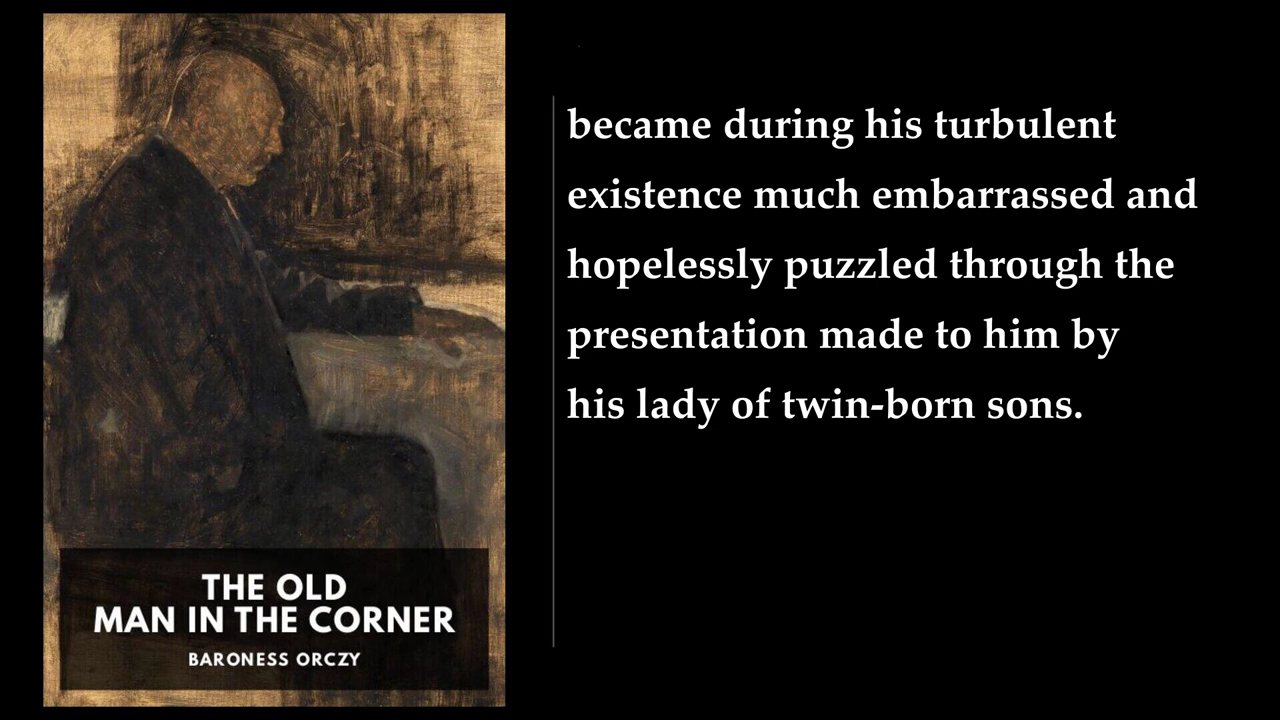 THE OLD
MAN IN THE CORNER
BARONESS ORCZY
became during his turbulent
existence much embarrassed and
hopelessly puzzled through the
presentation made to him by
his lady of twin-born sons.